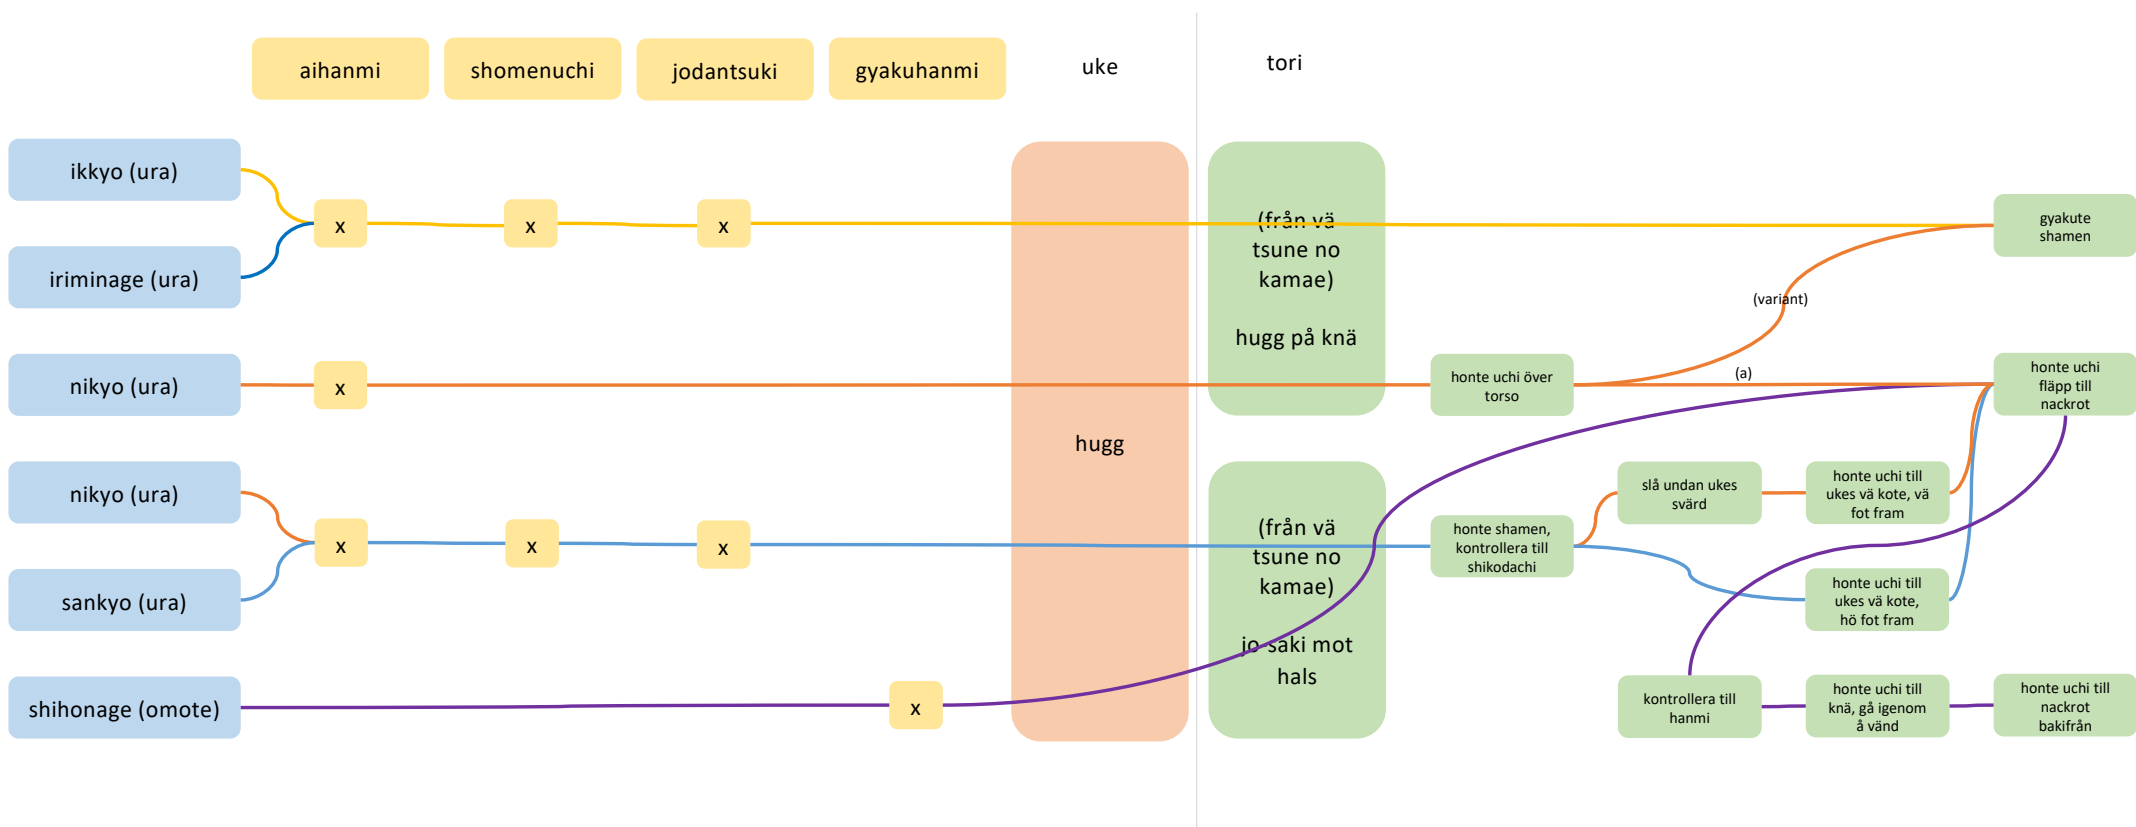 aihanmi
shomenuchi
jodantsuki
gyakuhanmi
uke
tori
ikkyo (ura)
iriminage (ura)
x
x
x
(från vä
tsune no
kamae)
hugg på knä
gyakute
shamen
(variant)
nikyo (ura)
x
honte uchi över
torso
(a)
honte uchi
fläpp till
nackrot
hugg
nikyo (ura)
sankyo (ura)
x
x
x
(från vä
tsune no
kamae)
jo-saki mot
hals
honte shamen,
kontrollera till
shikodachi
slå undan ukes
svärd
honte uchi till
ukes vä kote, vä
fot fram
honte uchi till
ukes vä kote,
hö fot fram
shihonage (omote)
x
kontrollera till
hanmi
honte uchi till
knä, gå igenom
å vänd
honte uchi till
nackrot
bakifrån